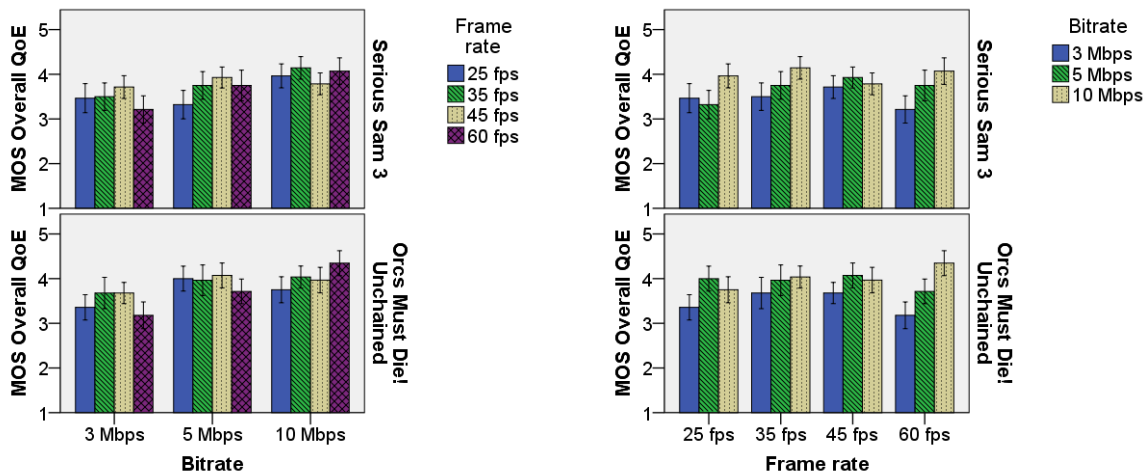 5
4
3
2
1
MOS Overall QoE
Serious Sam 3
Frame
rate
25 fps
35 fps
45 fps
60 fps
5
4
3
2
1
MOS Overall QoE
Orcs Must Die!
Unchained
3 Mbps
5 Mbps
10 Mbps
Bitrate
5
4
3
2
1
MOS Overall QoE
Serious Sam 3
Bitrate
3 Mbps
5 Mbps
10 Mbps
5
4
3
2
1
MOS Overall QoE
Orcs Must Die!
Unchained
25 fps
35 fps
45 fps
60 fps
Frame rate